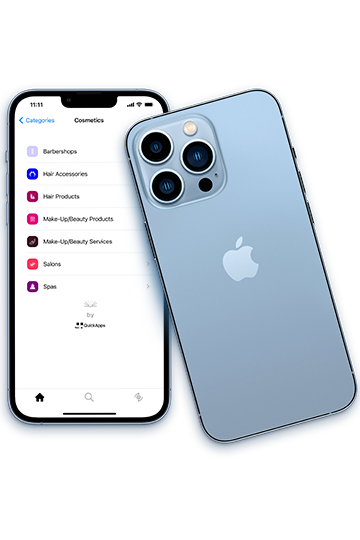 11:11
Categories
Cosmetics
Barbershops
Hair Accessories
Hair Products
Make-Up/Beauty Products
Make-Up/Beauty Services
Salons
Spas
by
QuickApps